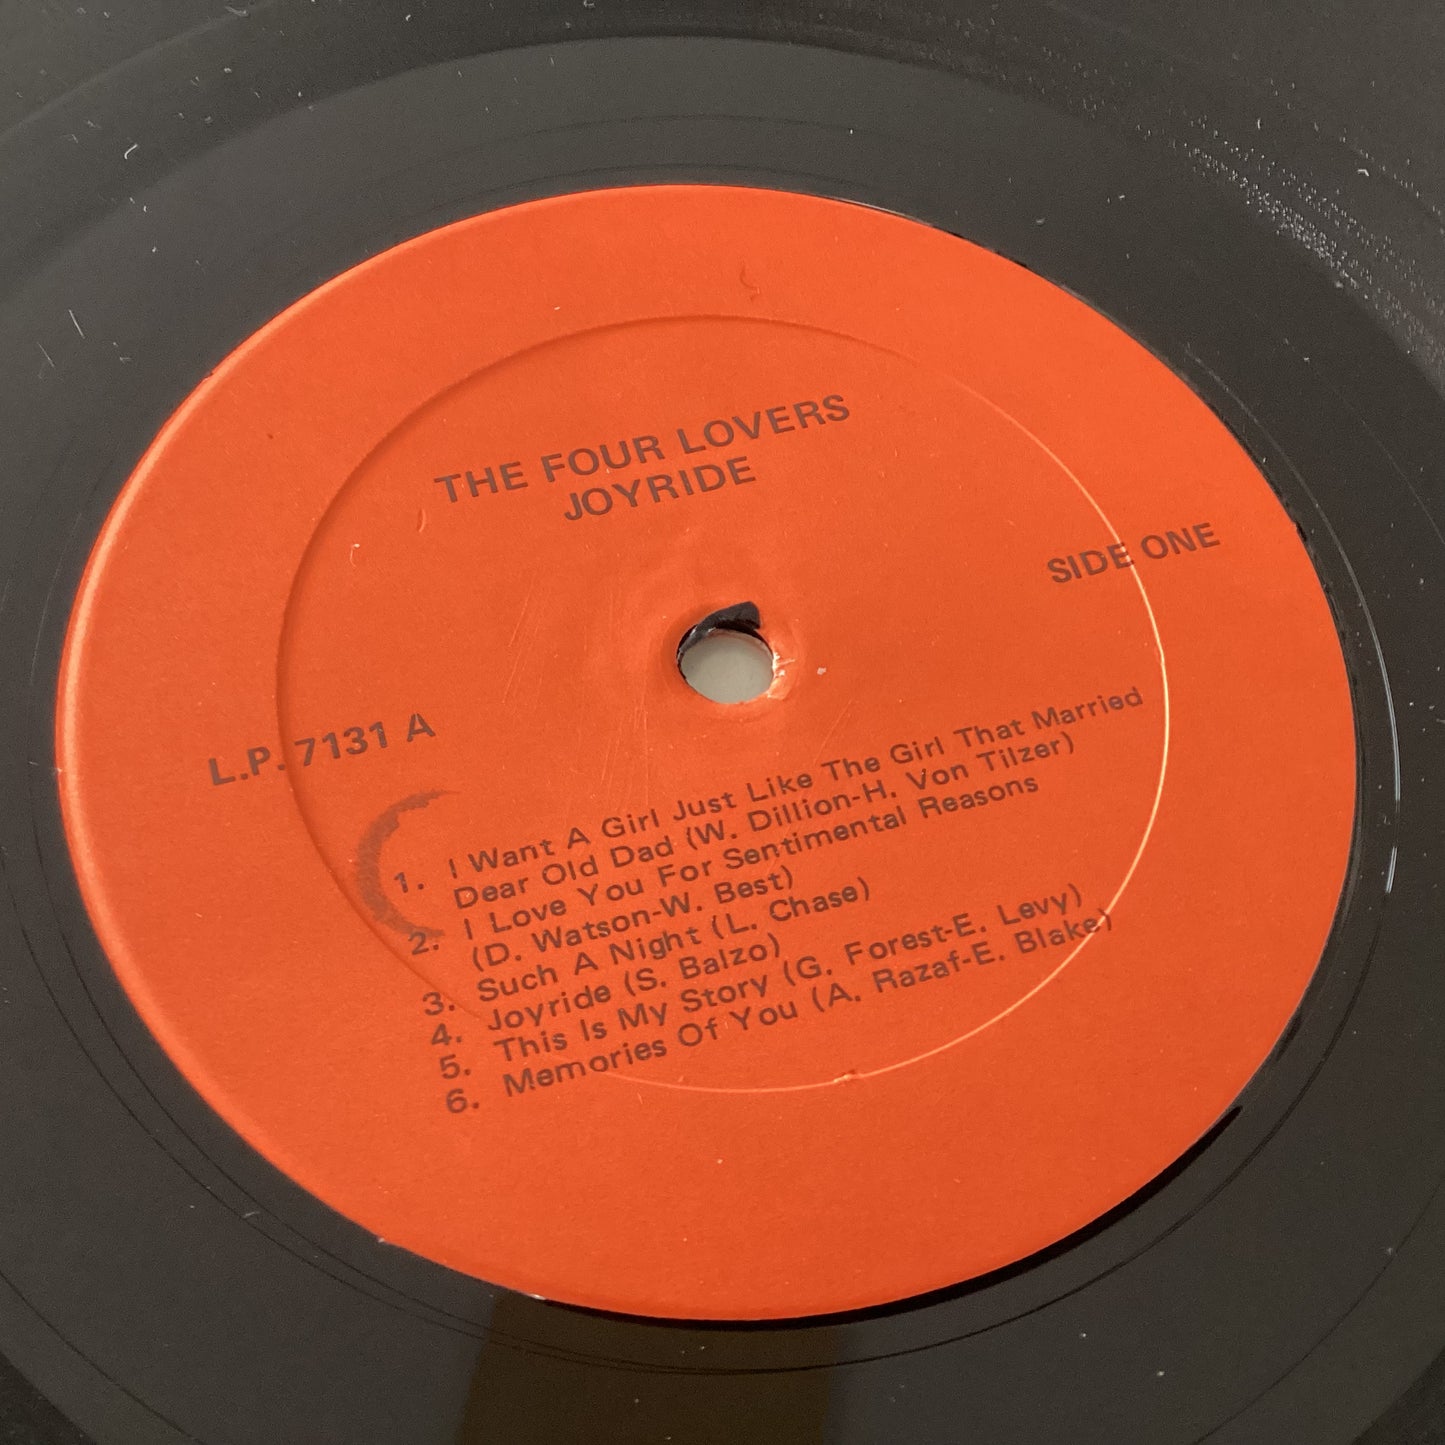 THE FOUR LOVERS
JOYRIDE
SIDE ONE
L.P. 7131 A
1. I Want A Girl Just Like The Girl That Married
Dear Old Dad (W. Dillion-H. Von Tilzer)
2. I Love You For Sentimental Reasons
(D. Watson-W. Best)
3. Such A Night (L. Chase)
4. Joyride (S. Balzo)
5. This Is My Story (G. Forest-E. Levy)
6. Memories Of You (A. Razaf-E. Blake)